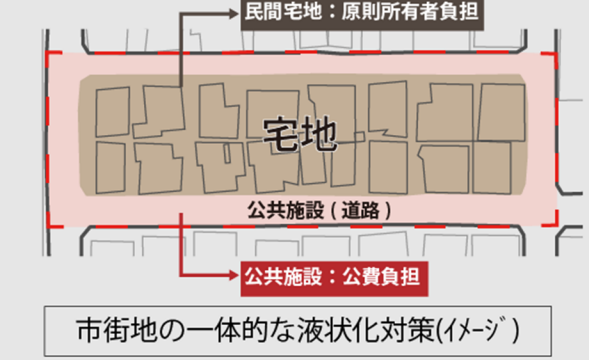 民間宅地：原則所有者負担
宅地
公共施設(道路)
公共施設：公費負担
市街地の一体的な液状化対策(ｲﾒｰｼﾞ)